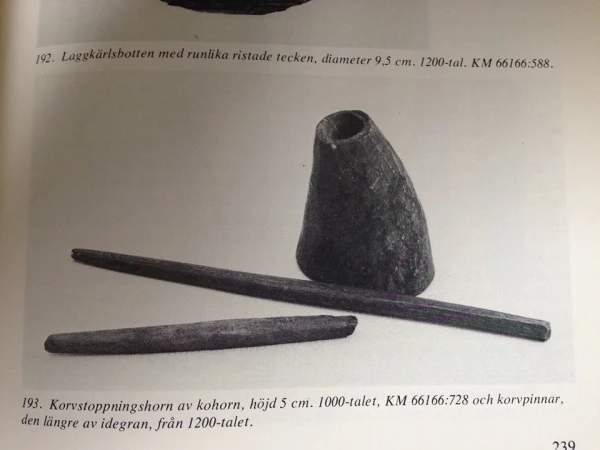 192. Laggkärlsbotten med runlika ristade tecken, diameter 9,5 cm. 1200-tal. KM 66166:588.
193. Korvstoppningshorn av kohorn, höjd 5 cm. 1000-talet, KM 66166:728 och korvpinnar,
den längre av idegran, från 1200-talet.
239